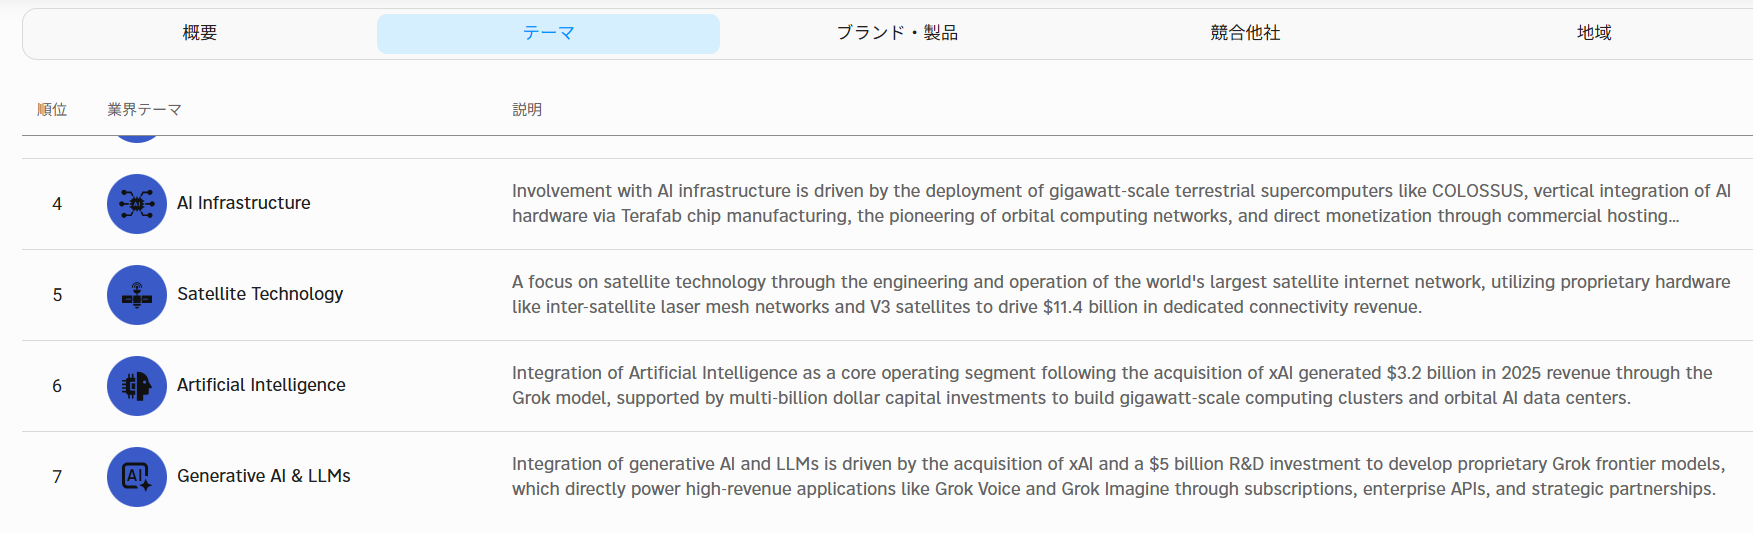 概要 テーマ ブランド・製品 競合他社 地域
順位 業界テーマ 説明
4 AI Infrastructure Involvement with AI infrastructure is driven by the deployment of gigawatt-scale terrestrial supercomputers like COLOSSUS, vertical integration of AI
hardware via Terafab chip manufacturing, the pioneering of orbital computing networks, and direct monetization through commercial hosting...
5 Satellite Technology A focus on satellite technology through the engineering and operation of the world's largest satellite internet network, utilizing proprietary hardware
like inter-satellite laser mesh networks and V3 satellites to drive $11.4 billion in dedicated connectivity revenue.
6 Artificial Intelligence Integration of Artificial Intelligence as a core operating segment following the acquisition of xAI generated $3.2 billion in 2025 revenue through the
Grok model, supported by multi-billion dollar capital investments to build gigawatt-scale computing clusters and orbital AI data centers.
AI
7 Generative AI & LLMs Integration of generative AI and LLMs is driven by the acquisition of xAI and a $5 billion R&D investment to develop proprietary Grok frontier models,
which directly power high-revenue applications like Grok Voice and Grok Imagine through subscriptions, enterprise APIs, and strategic partnerships.